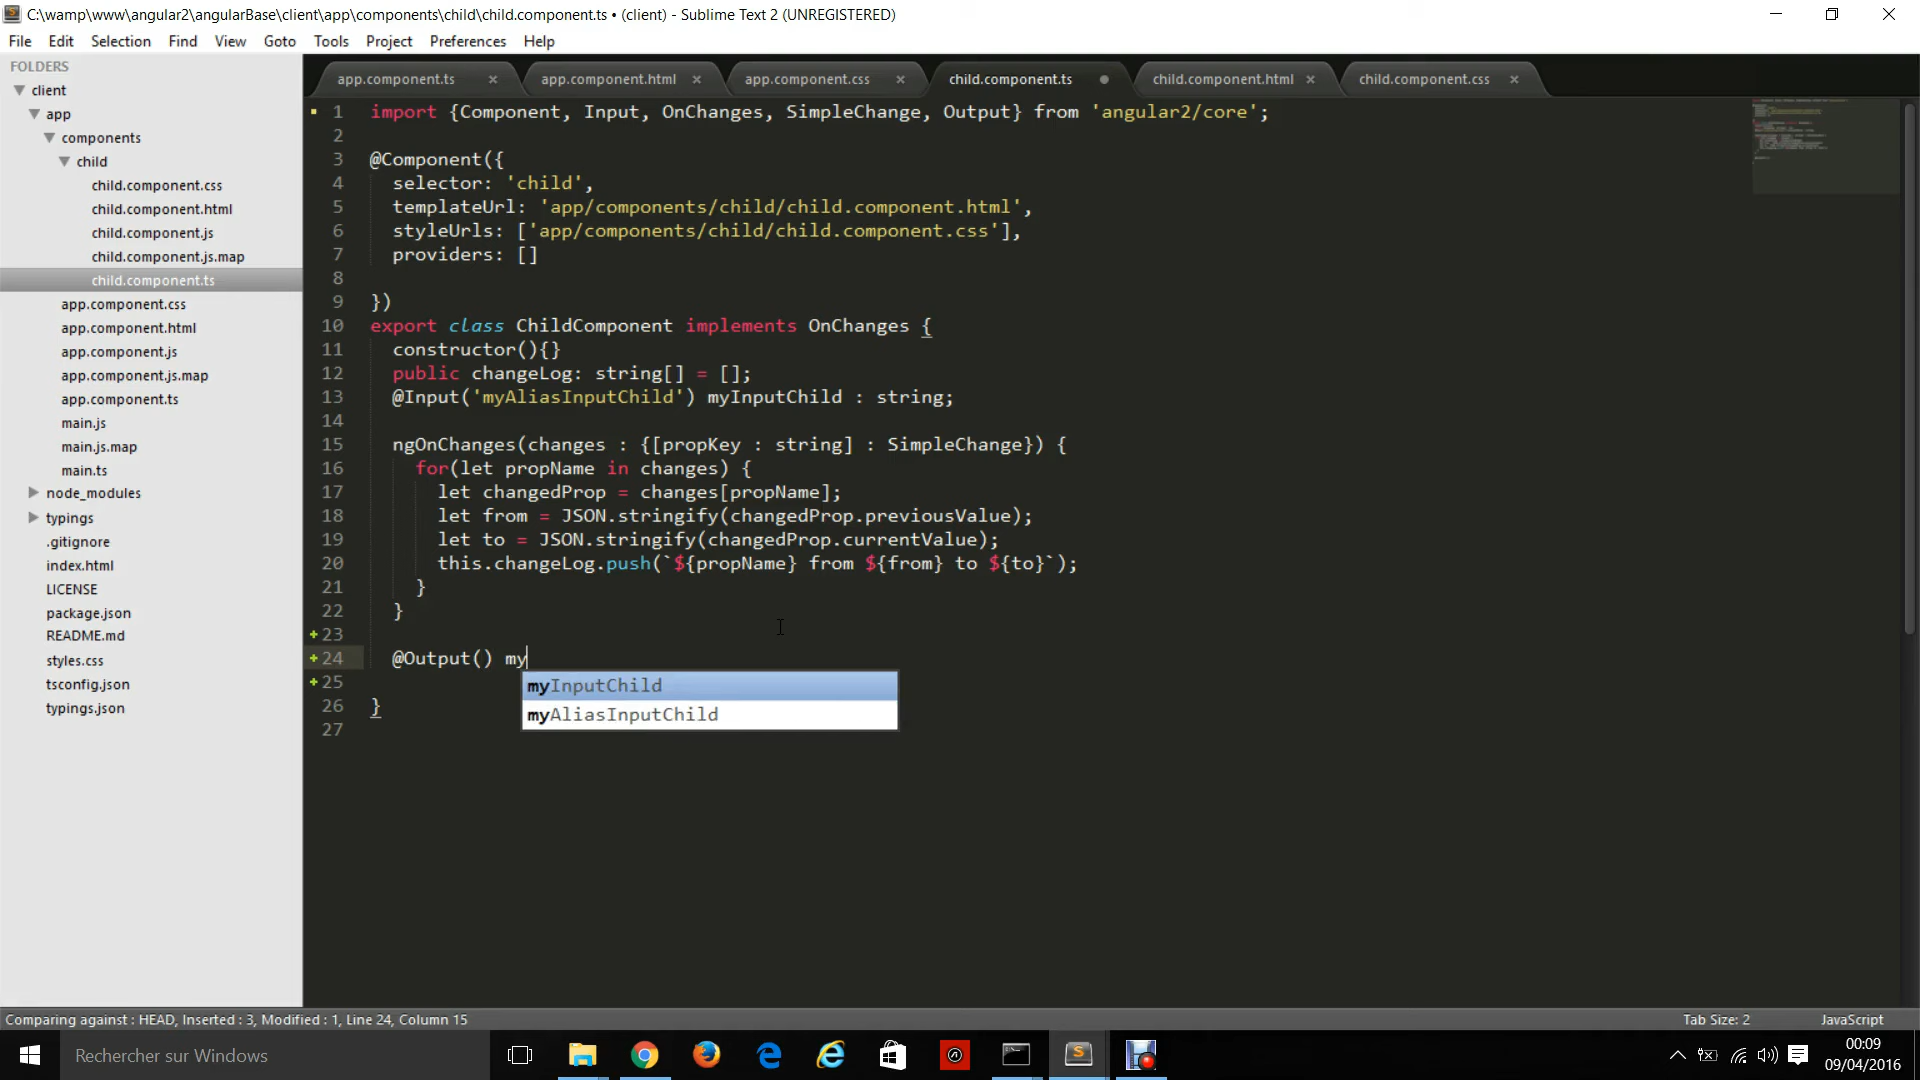 C:\wamp\www\angular2\angularBase\client\app\components\child\child.component.ts • (client) - Sublime Text 2 (UNREGISTERED)
File Edit Selection Find View Goto Tools Project Preferences Help
FOLDERS
client
app
components
child
child.component.css
child.component.html
child.component.js
child.component.js.map
child.component.ts
app.component.css
app.component.html
app.component.js
app.component.js.map
app.component.ts
main.js
main.js.map
main.ts
node_modules
typings
.gitignore
index.html
LICENSE
package.json
README.md
styles.css
tsconfig.json
typings.json
app.component.ts × app.component.html × app.component.css × child.component.ts • child.component.html × child.component.css ×
1 import {Component, Input, OnChanges, SimpleChange, Output} from 'angular2/core';
2
3 @Component({
4 selector: 'child',
5 templateUrl: 'app/components/child/child.component.html',
6 styleUrls: ['app/components/child/child.component.css'],
7 providers: []
8
9 })
10 export class ChildComponent implements OnChanges {
11 constructor(){}
12 public changeLog: string[] = [];
13 @Input('myAliasInputChild') myInputChild : string;
14
15 ngOnChanges(changes : {[propKey : string] : SimpleChange}) {
16 for(let propName in changes) {
17 let changedProp = changes[propName];
18 let from = JSON.stringify(changedProp.previousValue);
19 let to = JSON.stringify(changedProp.currentValue);
20 this.changeLog.push(`${propName} from ${from} to ${to}`);
21 }
22 }
23
24 @Output() my
25
26 }
27
myInputChild
myAliasInputChild
Comparing against : HEAD, Inserted : 3, Modified : 1, Line 24, Column 15 Tab Size: 2 JavaScript
Rechercher sur Windows
00:09
09/04/2016